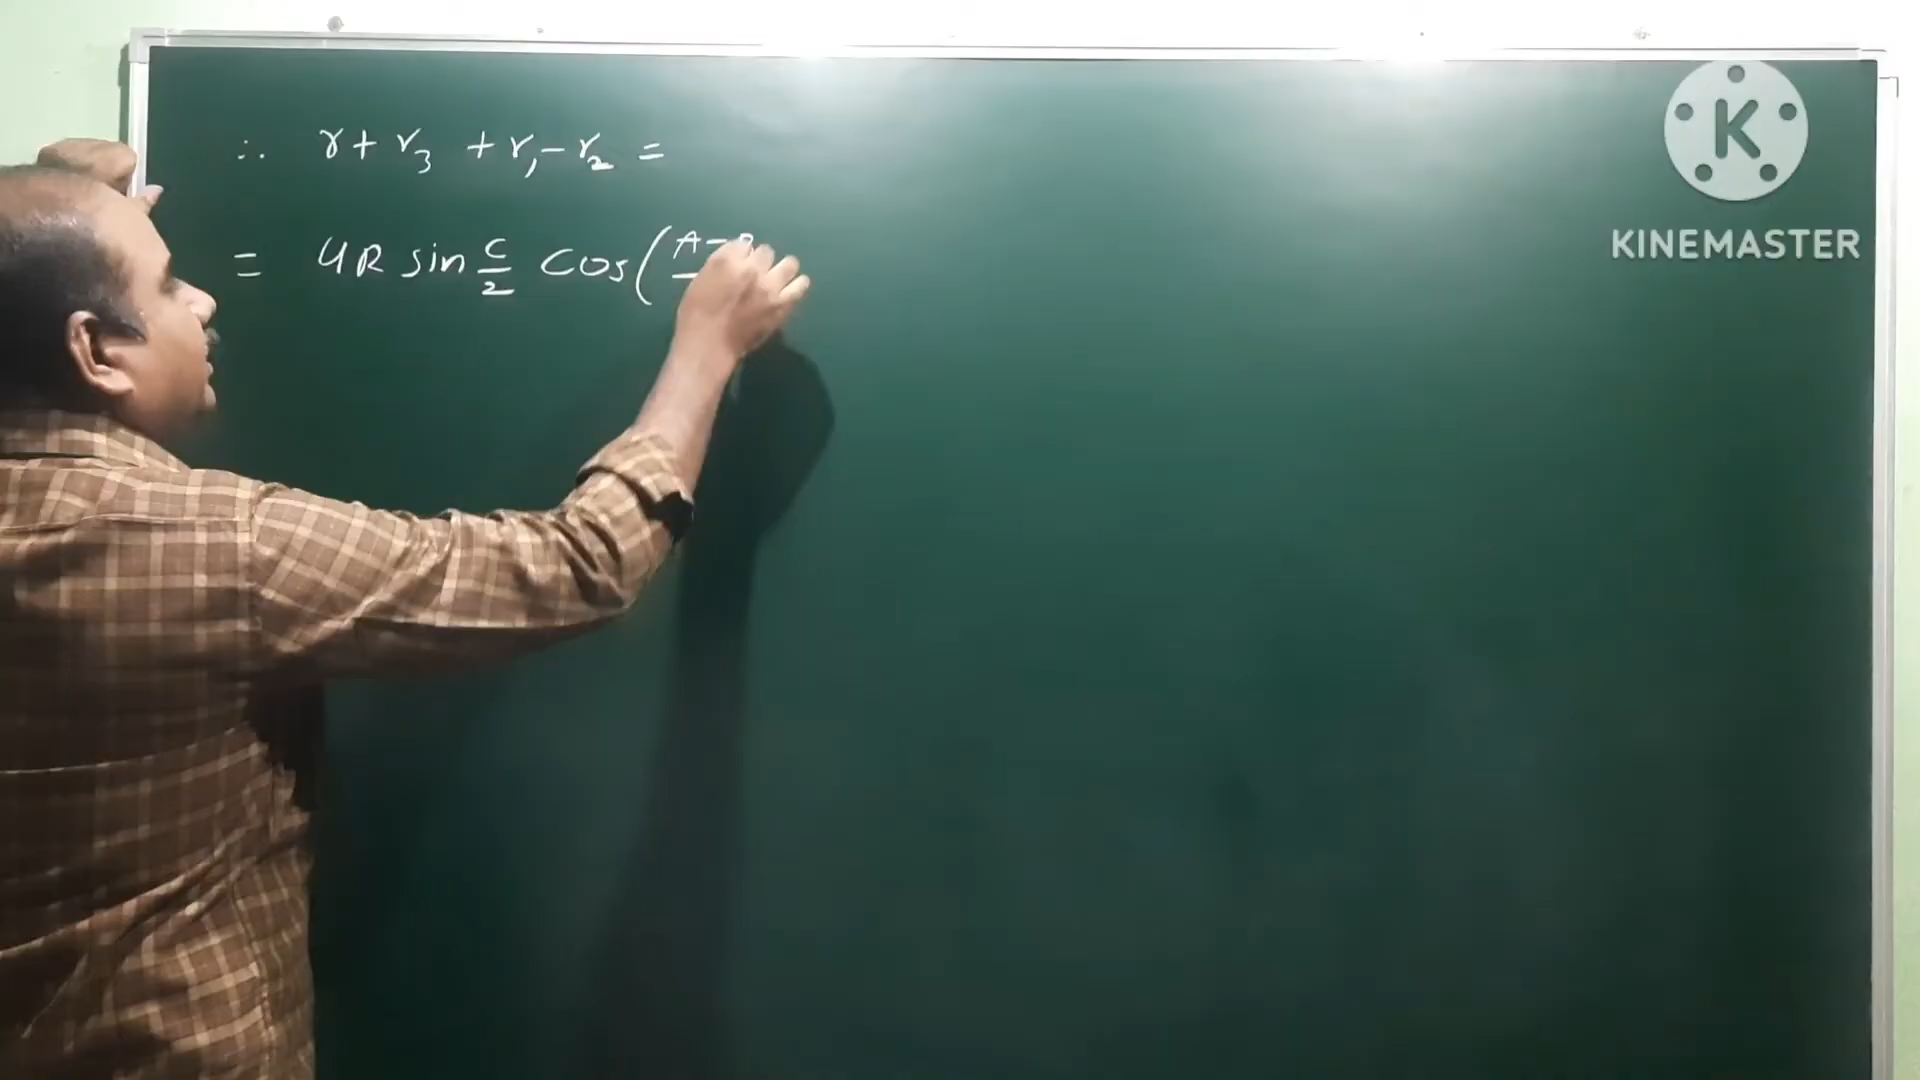 ∴ r + r₃ + r₁ - r₂ =
= 4R sin C/2 cos(A-B
K
KINEMASTER